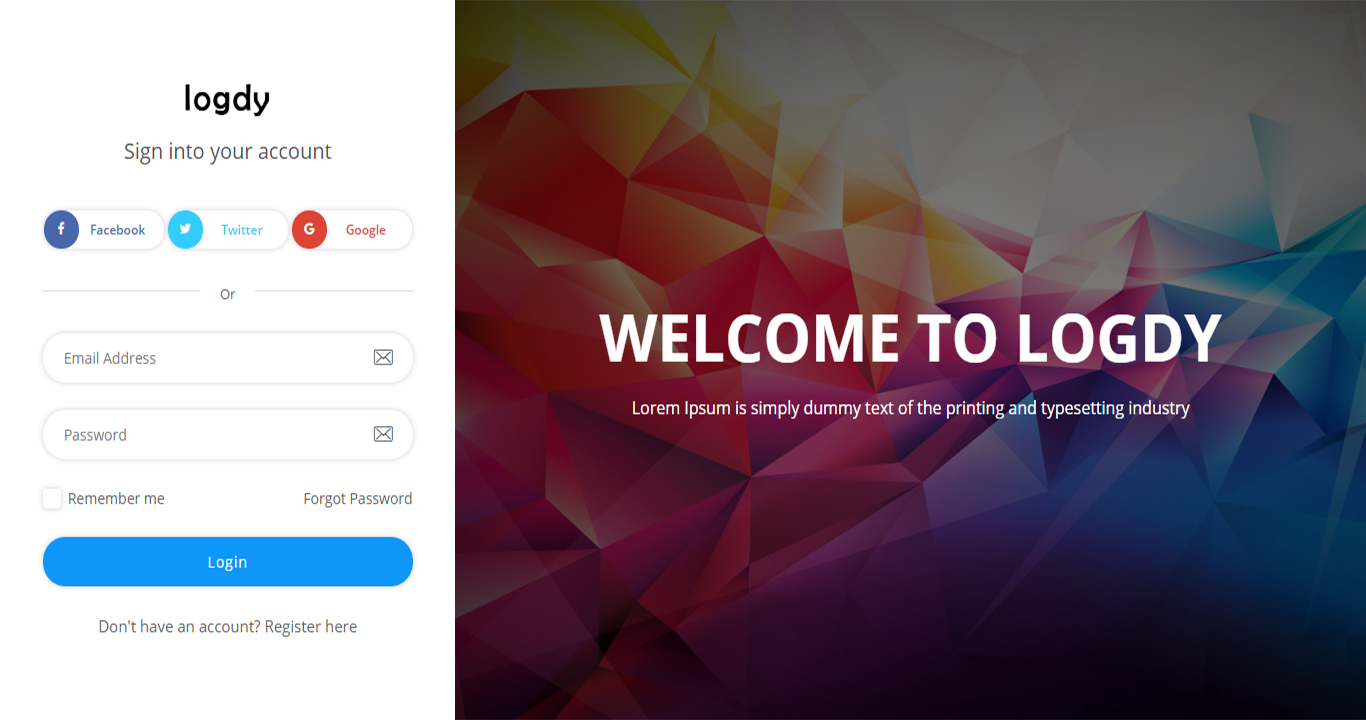 logdy
Sign into your account
Facebook Twitter Google
Or
Email Address
Password
Remember me Forgot Password
Login
Don't have an account? Register here
WELCOME TO LOGDY
Lorem Ipsum is simply dummy text of the printing and typesetting industry